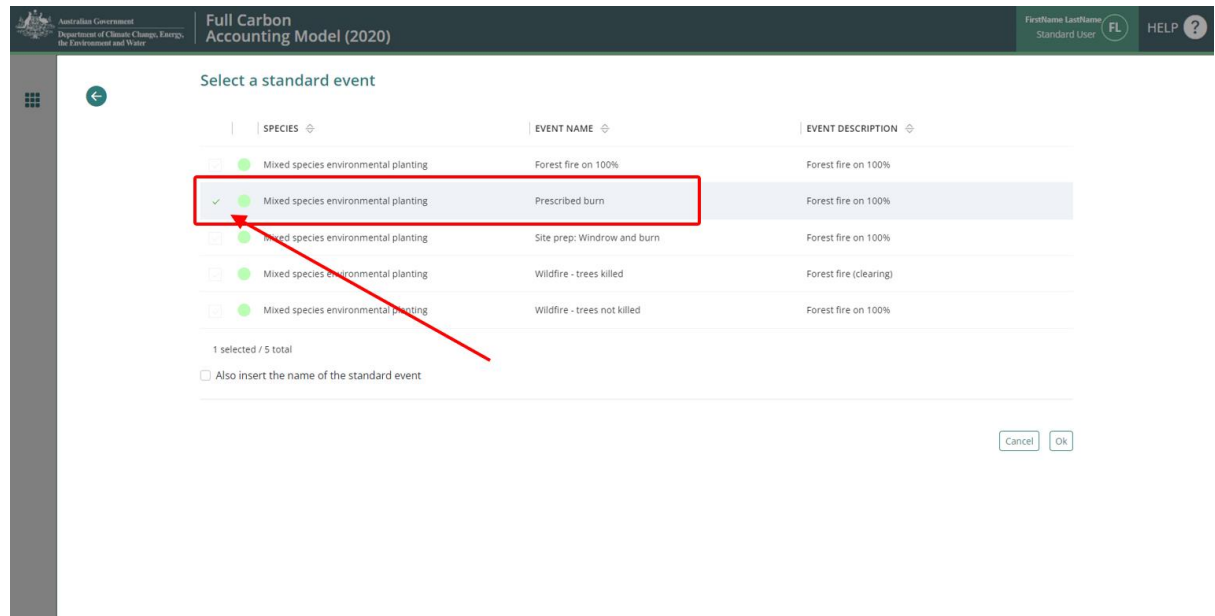 Australian Government
Department of Climate Change, Energy,
the Environment and Water
Full Carbon
Accounting Model (2020)
FirstName LastName
Standard User
FL
HELP ?
Select a standard event
SPECIES EVENT NAME EVENT DESCRIPTION
Mixed species environmental planting Forest fire on 100% Forest fire on 100%
Mixed species environmental planting Prescribed burn Forest fire on 100%
Mixed species environmental planting Site prep: Windrow and burn Forest fire on 100%
Mixed species environmental planting Wildfire - trees killed Forest fire (clearing)
Mixed species environmental planting Wildfire - trees not killed Forest fire on 100%
1 selected / 5 total
Also insert the name of the standard event
Cancel Ok